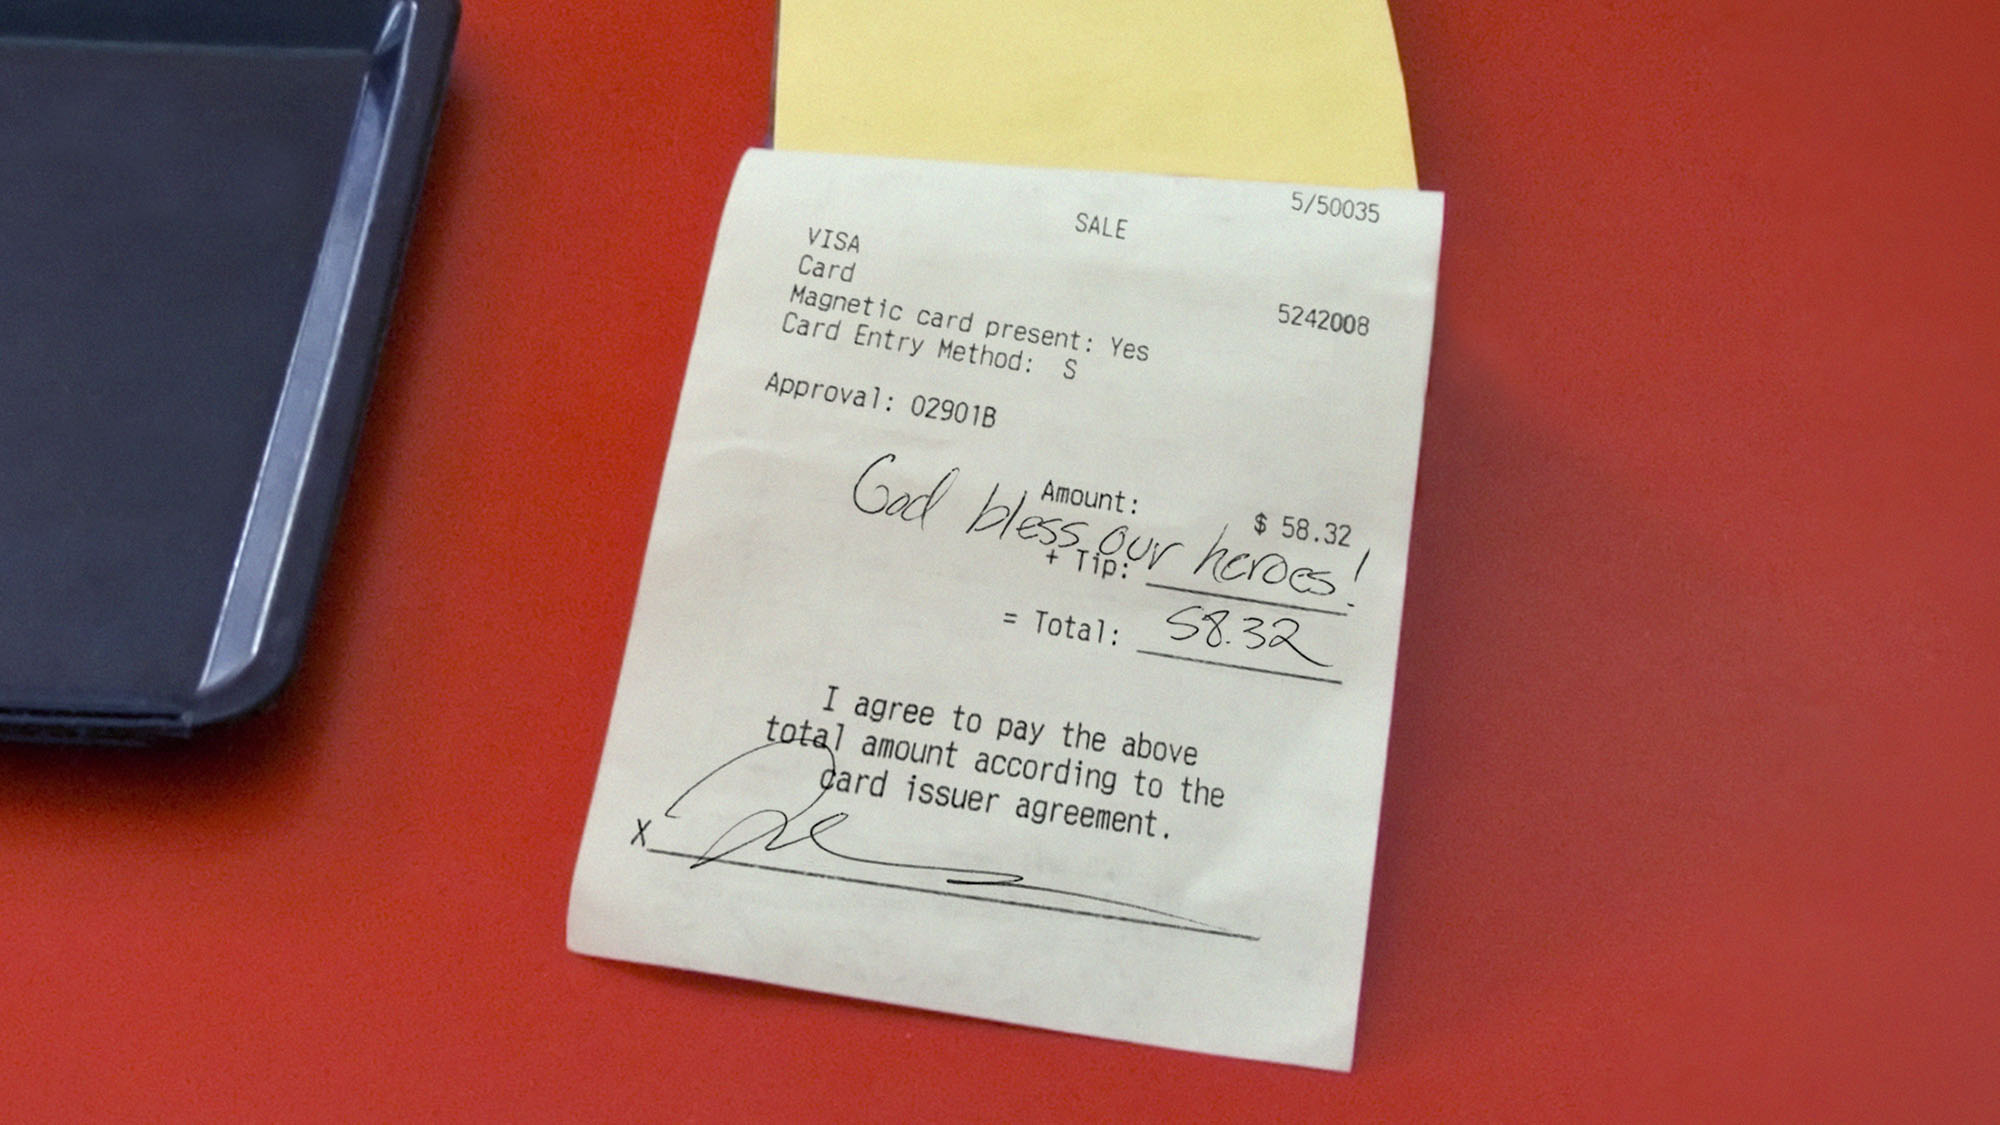 5/50035
SALE
VISA
Card 5242008
Magnetic card present: Yes
Card Entry Method: S
Approval: 02901B
Amount: $ 58.32
God bless our heroes!
+ Tip:
= Total: 58.32
I agree to pay the above
total amount according to the
card issuer agreement.
X